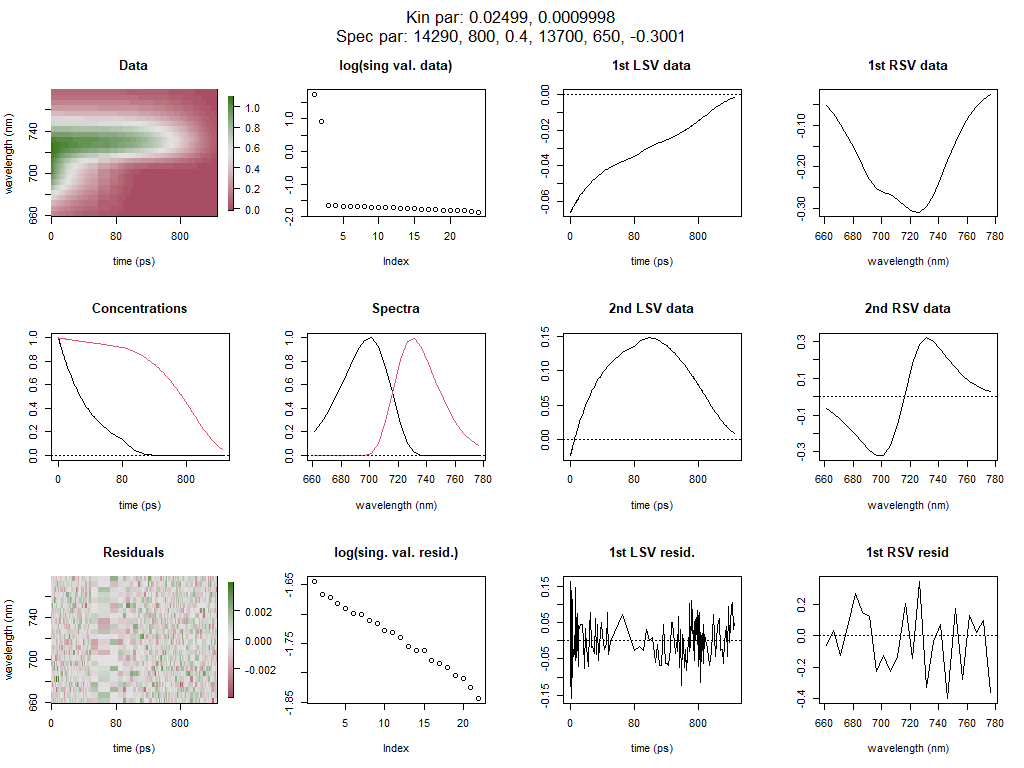 Kin par: 0.02499, 0.0009998
Spec par: 14290, 800, 0.4, 13700, 650, -0.3001
Data
log(sing val. data)
1st LSV data
1st RSV data
wavelength (nm)
660 700 740
0 80 800
time (ps)
0.0 0.2 0.4 0.6 0.8 1.0
-2.0 -1.0 0.0 1.0
5 10 15 20
Index
-0.06 -0.04 -0.02 0.00
0 80 800
time (ps)
-0.30 -0.20 -0.10
660 680 700 720 740 760 780
wavelength (nm)
Concentrations
Spectra
2nd LSV data
2nd RSV data
0.0 0.2 0.4 0.6 0.8 1.0
0 80 800
time (ps)
0.0 0.2 0.4 0.6 0.8 1.0
660 680 700 720 740 760 780
wavelength (nm)
0.00 0.05 0.10 0.15
0 80 800
time (ps)
-0.3 -0.1 0.1 0.3
660 680 700 720 740 760 780
wavelength (nm)
Residuals
log(sing. val. resid.)
1st LSV resid.
1st RSV resid
wavelength (nm)
660 700 740
0 80 800
time (ps)
-0.002 0.000 0.002
-1.85 -1.75 -1.65
5 10 15 20
Index
-0.15 -0.05 0.05 0.15
0 80 800
time (ps)
-0.4 -0.2 0.0 0.2
660 680 700 720 740 760 780
wavelength (nm)